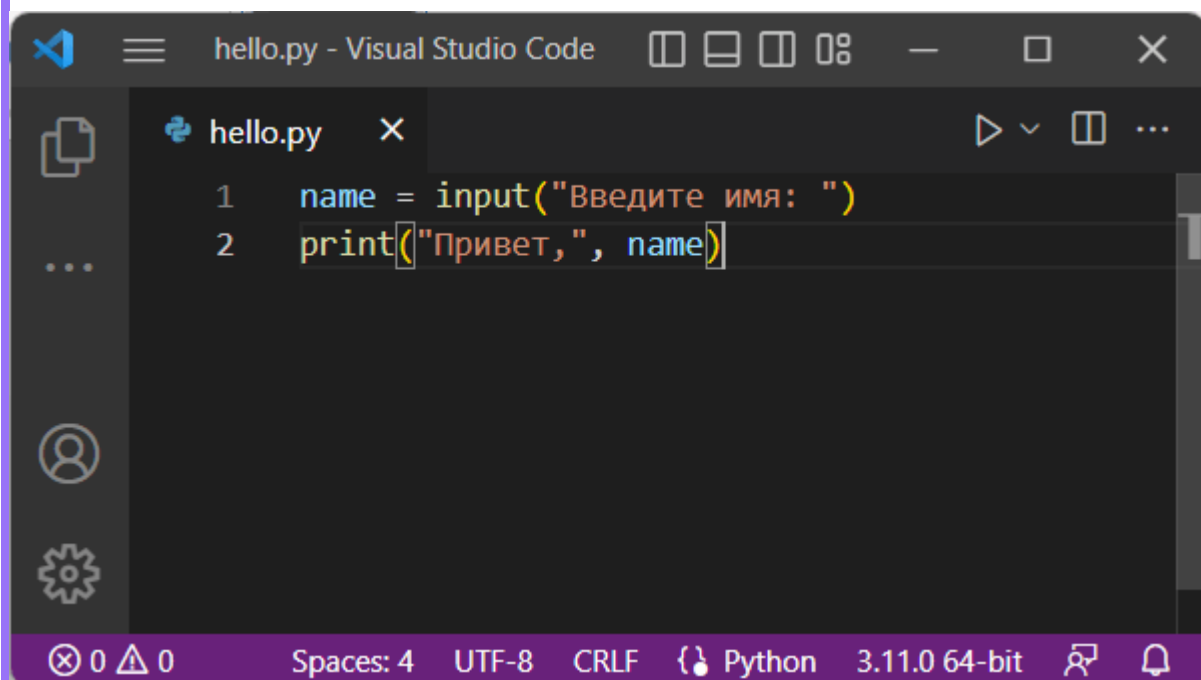 hello.py - Visual Studio Code
hello.py
1 name = input("Введите имя: ")
2 print("Привет,", name)
0 0 Spaces: 4 UTF-8 CRLF Python 3.11.0 64-bit